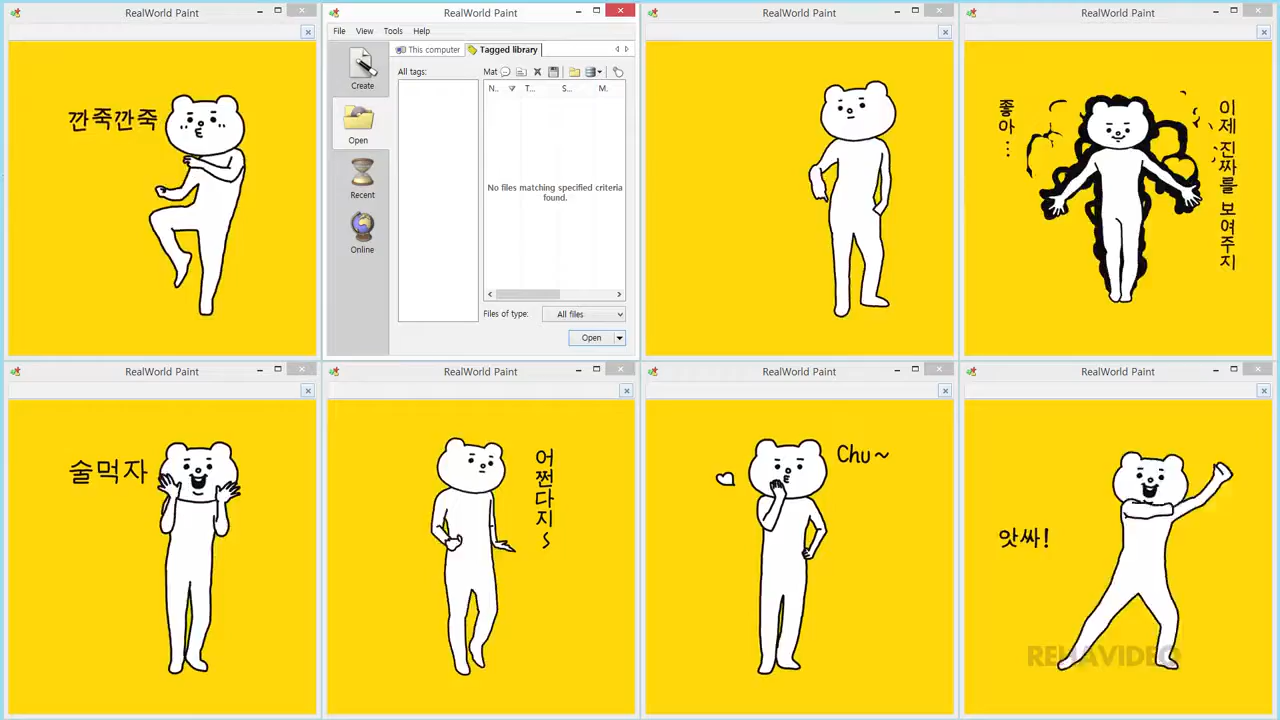 RealWorld Paint
깐죽깐죽
RealWorld Paint
File View Tools Help
This computer
Tagged library
Create
Open
Recent
Online
All tags:
Mat
N.. T... S... M.
No files matching specified criteria
found.
Files of type:
All files
Open
RealWorld Paint
RealWorld Paint
좋아...
이제 진짜를 보여주지
RealWorld Paint
술먹자
RealWorld Paint
어쩐다지~
RealWorld Paint
Chu~
RealWorld Paint
앗싸!
REHAVIDEO